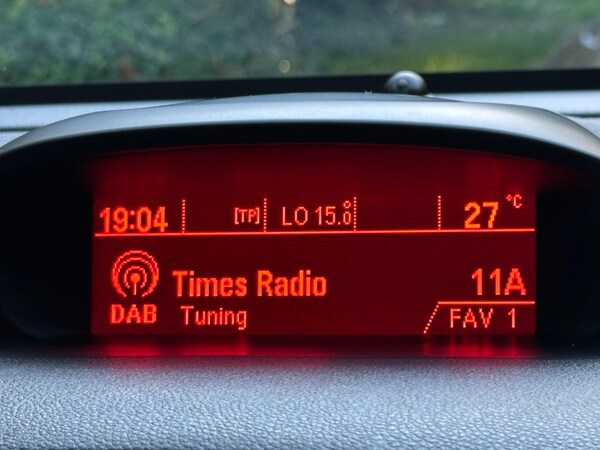 19:04 [TP] LO 15.0 27 °C
Times Radio 11A
DAB Tuning FAV 1